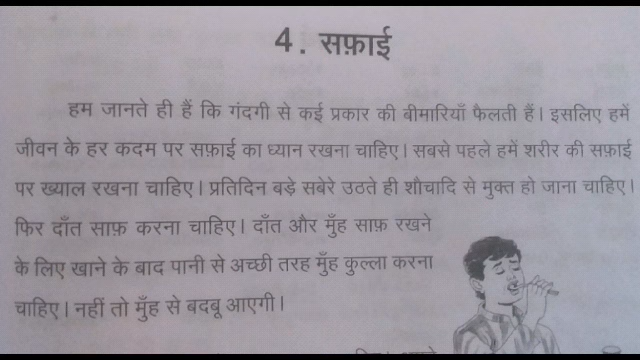 4. सफ़ाई
हम जानते ही हैं कि गंदगी से कई प्रकार की बीमारियाँ फैलती हैं। इसलिए हमें
जीवन के हर कदम पर सफ़ाई का ध्यान रखना चाहिए। सबसे पहले हमें शरीर की सफ़ाई
पर ख्याल रखना चाहिए। प्रतिदिन बड़े सबेरे उठते ही शौचादि से मुक्त हो जाना चाहिए।
फिर दाँत साफ़ करना चाहिए। दाँत और मुँह साफ़ रखने
के लिए खाने के बाद पानी से अच्छी तरह मुँह कुल्ला करना
चाहिए। नहीं तो मुँह से बदबू आएगी।